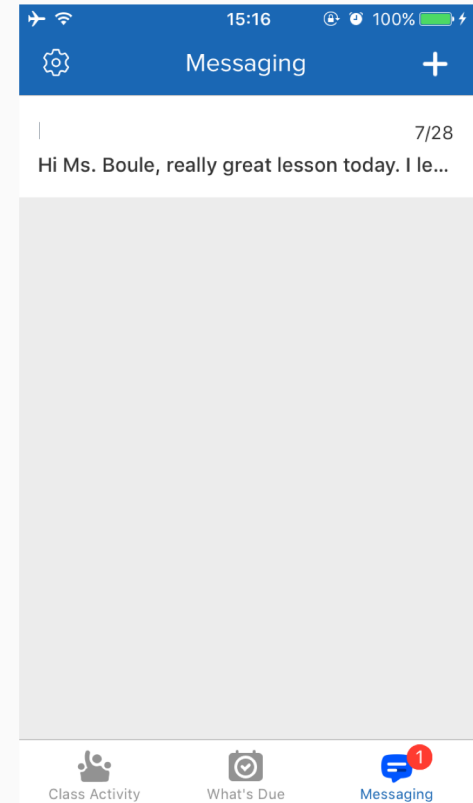 15:16 100%
Messaging
7/28
Hi Ms. Boule, really great lesson today. I le...
1
Class Activity What's Due Messaging